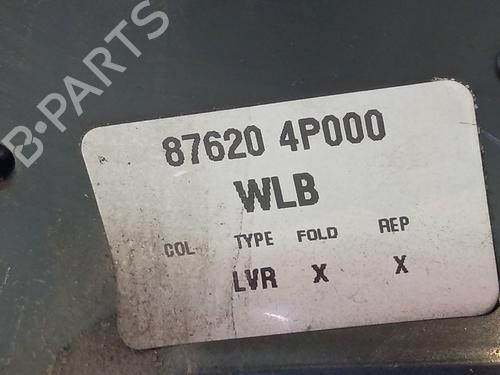 B-PARTS
87620 4P000
WLB
COL TYPE FOLD REP
LVR X X